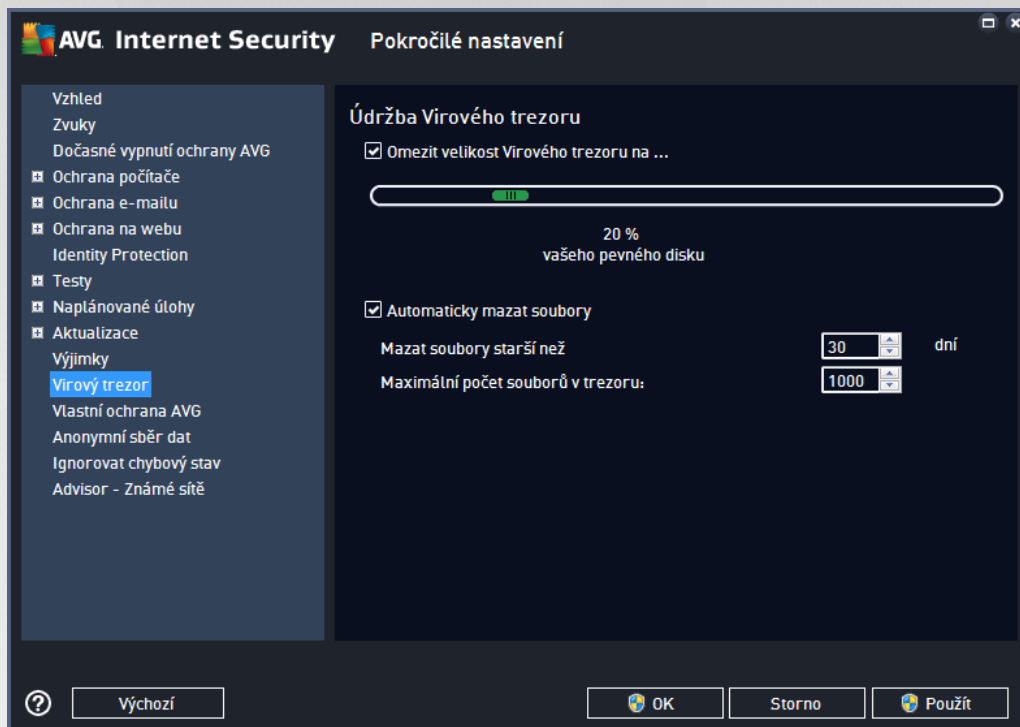 AVG. Internet Security Pokročilé nastavení
Vzhled
Zvuky
Dočasné vypnutí ochrany AVG
Ochrana počítače
Ochrana e-mailu
Ochrana na webu
Identity Protection
Testy
Naplánované úlohy
Aktualizace
Výjimky
Virový trezor
Vlastní ochrana AVG
Anonymní sběr dat
Ignorovat chybový stav
Advisor - Známé sítě
Údržba Virového trezoru
Omezit velikost Virového trezoru na ...
20 %
vašeho pevného disku
Automaticky mazat soubory
Mazat soubory starší než 30 dní
Maximální počet souborů v trezoru: 1000
? Výchozí OK Storno Použít